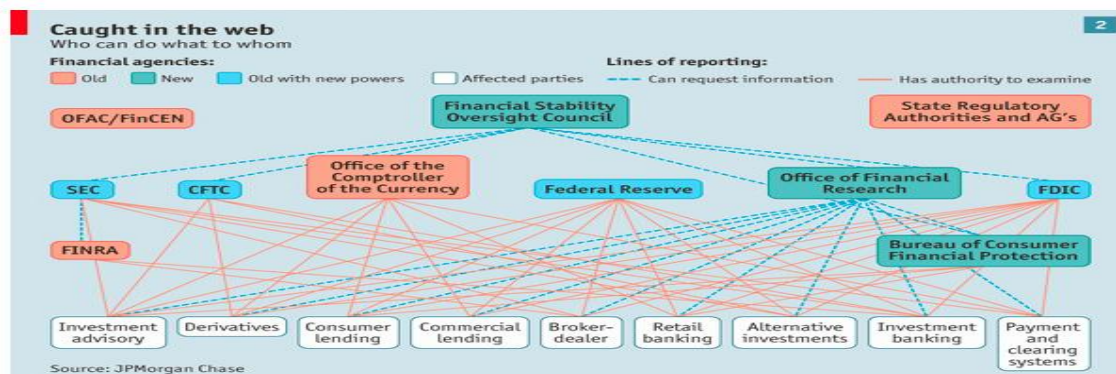 Caught in the web
2
Who can do what to whom
Financial agencies:
Lines of reporting:
Old
New
Old with new powers
Affected parties
Can request information
Has authority to examine
OFAC/FinCEN
Financial Stability
Oversight Council
State Regulatory
Authorities and AG's
SEC
CFTC
Office of the
Comptroller
of the Currency
Federal Reserve
Office of Financial
Research
FDIC
FINRA
Bureau of Consumer
Financial Protection
Investment
advisory
Derivatives
Consumer
lending
Commercial
lending
Broker-
dealer
Retail
banking
Alternative
investments
Investment
banking
Payment
and
clearing
systems
Source: JPMorgan Chase